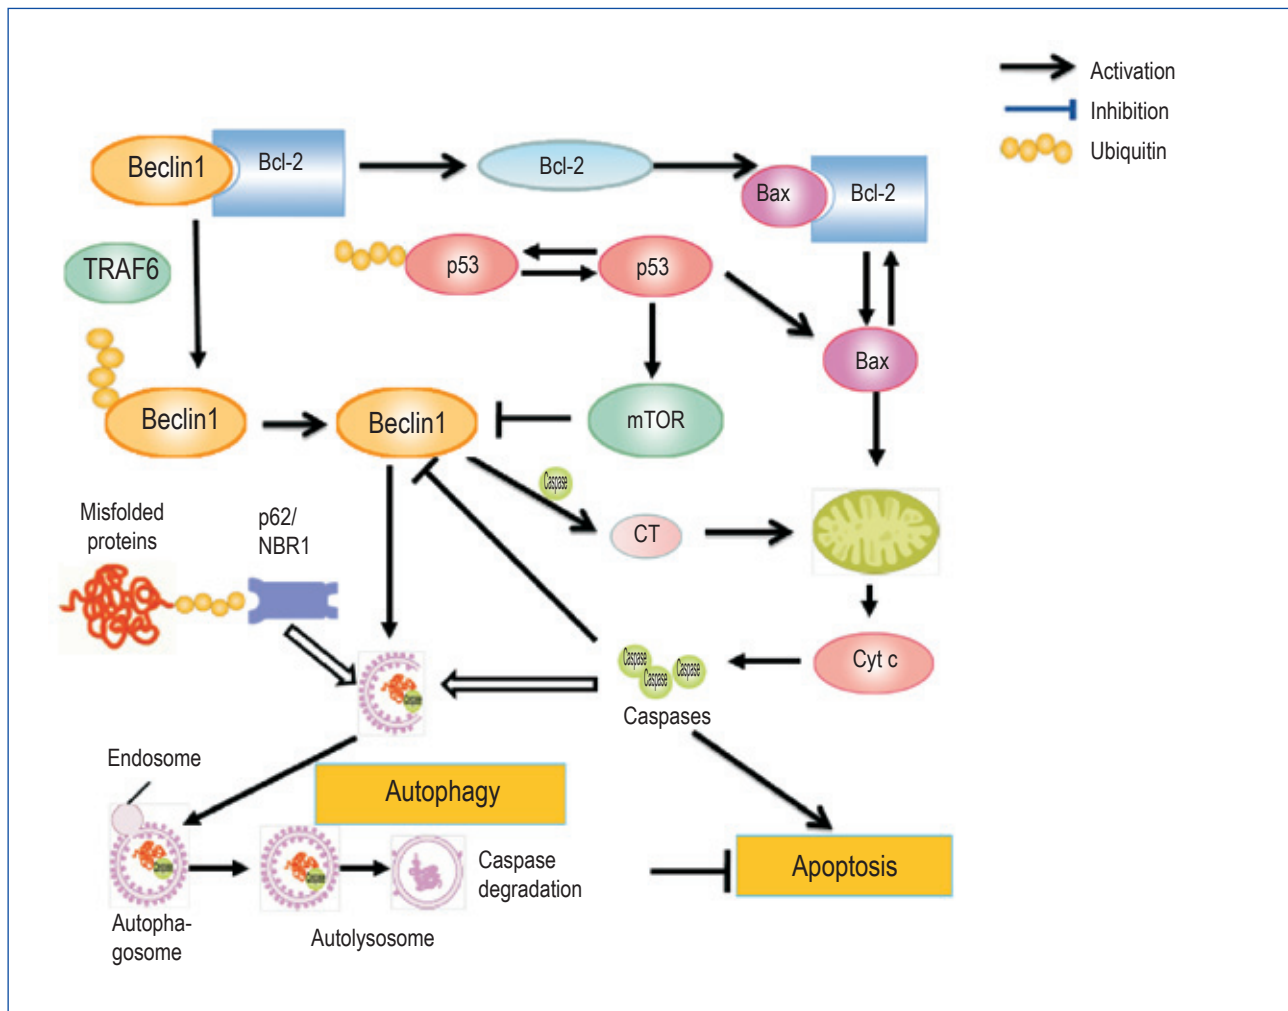 Activation
Inhibition
Ubiquitin
Beclin1
Bcl-2
Bcl-2
Bax
Bcl-2
TRAF6
p53
p53
Bax
Beclin1
Beclin1
mTOR
Caspase
CT
Misfolded
proteins
p62/
NBR1
Cyt c
Caspase
Caspase
Caspase
Caspases
Endosome
Autophagy
Apoptosis
Caspase
degradation
Autopha-
gosome
Autolysosome